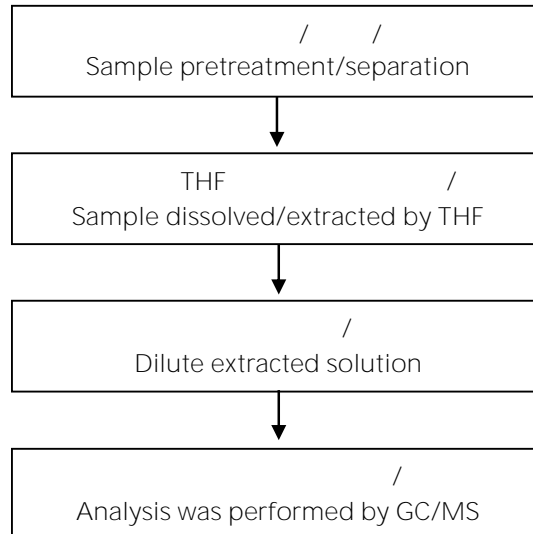 / /
Sample pretreatment/separation
THF /
Sample dissolved/extracted by THF
/
Dilute extracted solution
/
Analysis was performed by GC/MS